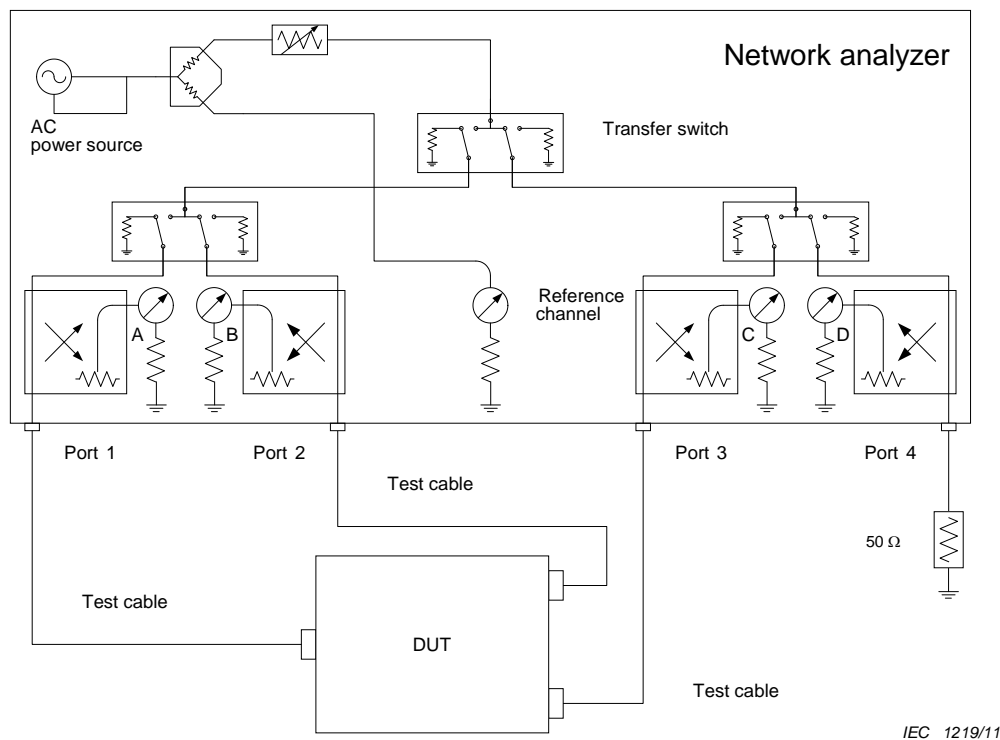 Network analyzer
AC
power source
Transfer switch
Reference
channel
A
B
C
D
Port 1
Port 2
Port 3
Port 4
Test cable
50 Ω
Test cable
DUT
Test cable
IEC 1219/11